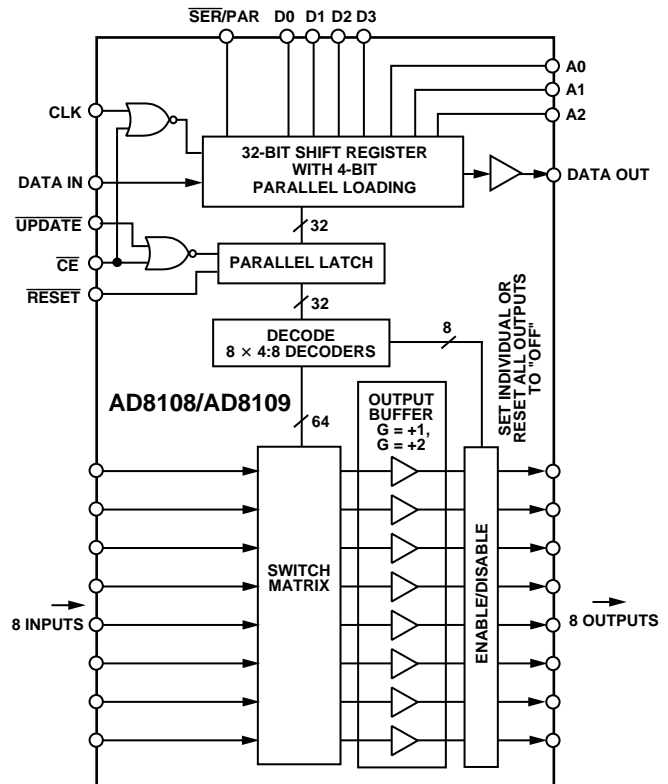 SER/PAR D0 D1 D2 D3
A0
A1
A2
CLK
32-BIT SHIFT REGISTER
WITH 4-BIT
PARALLEL LOADING
DATA IN
DATA OUT
UPDATE
32
CE
PARALLEL LATCH
RESET
32
DECODE
8 × 4:8 DECODERS
8
SET INDIVIDUAL OR
RESET ALL OUTPUTS
TO "OFF"
AD8108/AD8109
64
OUTPUT
BUFFER
G = +1,
G = +2
SWITCH
MATRIX
ENABLE/DISABLE
8 INPUTS
8 OUTPUTS